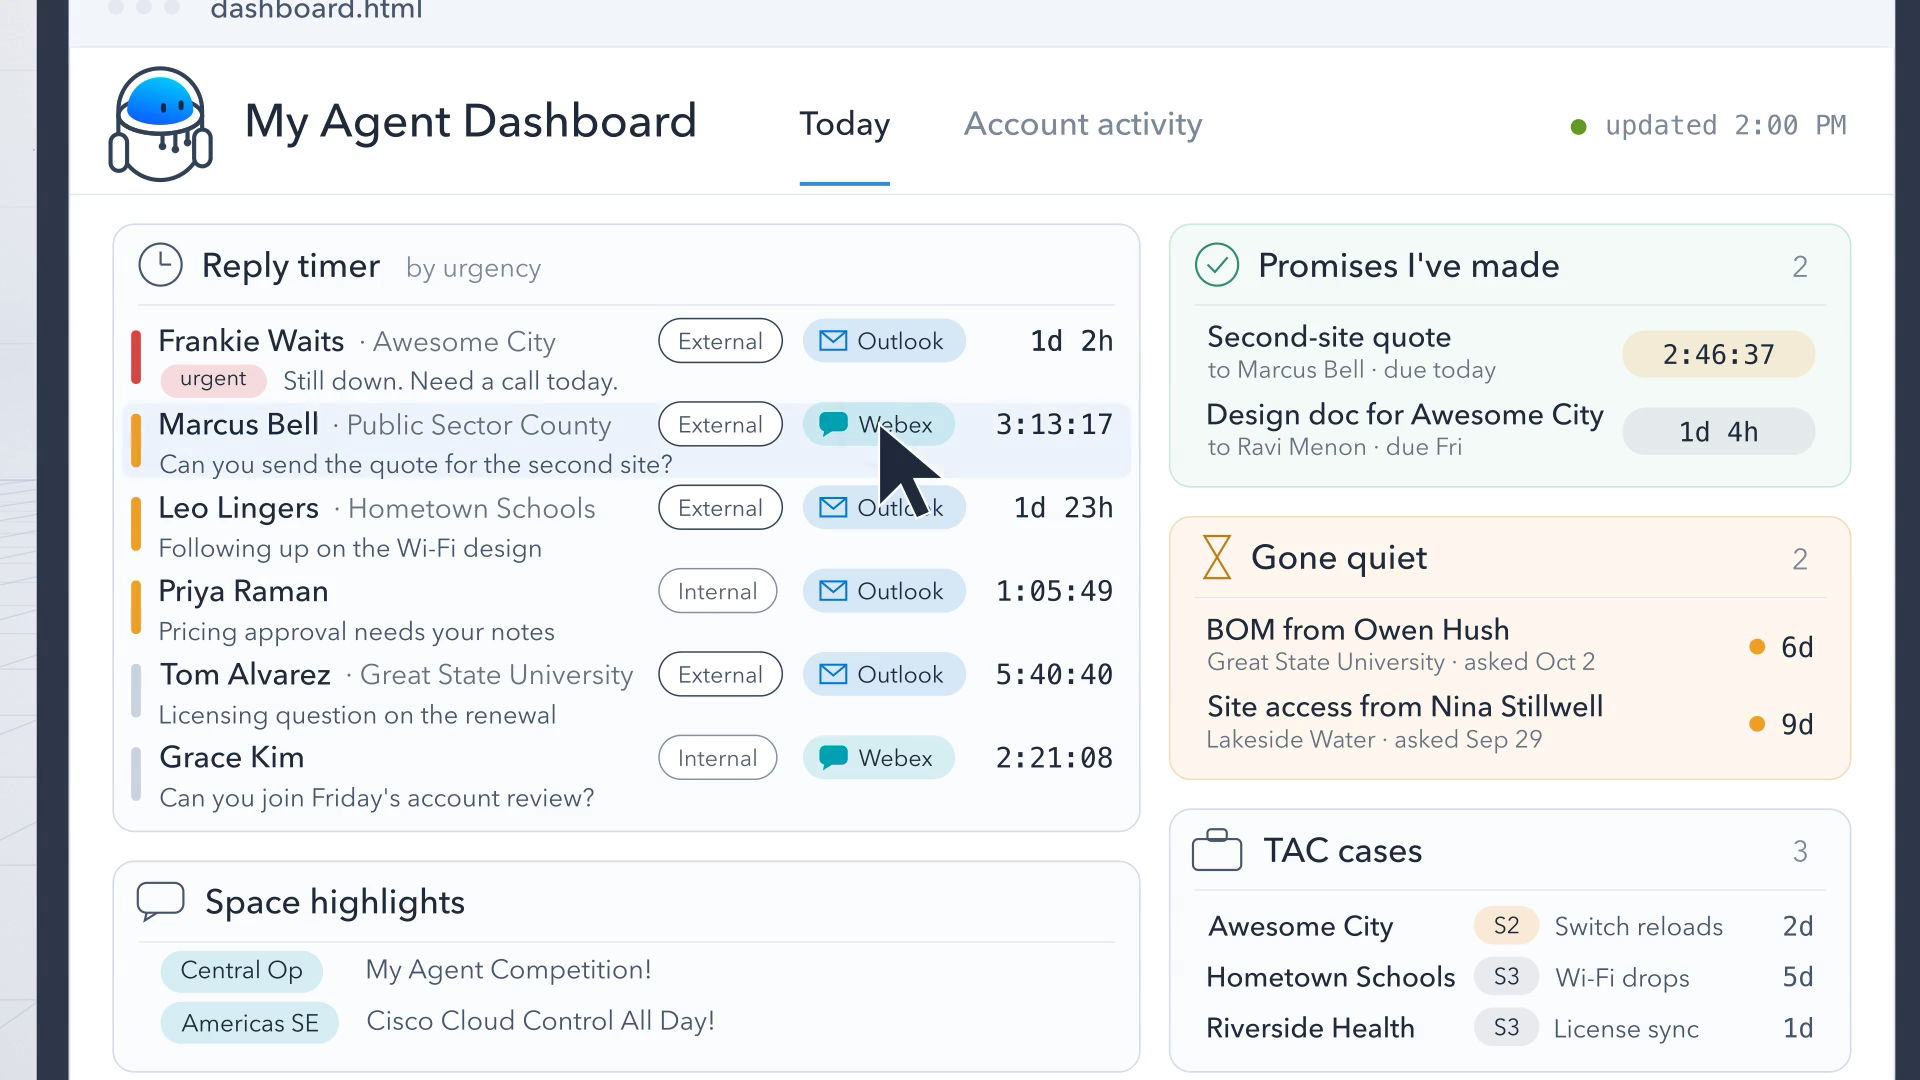 dashboard.html
My Agent Dashboard
Today
Account activity
updated 2:00 PM
Reply timer by urgency
Frankie Waits · Awesome City External Outlook 1d 2h
urgent Still down. Need a call today.
Marcus Bell · Public Sector County External Webex 3:13:17
Can you send the quote for the second site?
Leo Lingers · Hometown Schools External Outlook 1d 23h
Following up on the Wi-Fi design
Priya Raman Internal Outlook 1:05:49
Pricing approval needs your notes
Tom Alvarez · Great State University External Outlook 5:40:40
Licensing question on the renewal
Grace Kim Internal Webex 2:21:08
Can you join Friday's account review?
Space highlights
Central Op My Agent Competition!
Americas SE Cisco Cloud Control All Day!
Promises I've made 2
Second-site quote 2:46:37
to Marcus Bell · due today
Design doc for Awesome City 1d 4h
to Ravi Menon · due Fri
Gone quiet 2
BOM from Owen Hush 6d
Great State University · asked Oct 2
Site access from Nina Stillwell 9d
Lakeside Water · asked Sep 29
TAC cases 3
Awesome City S2 Switch reloads 2d
Hometown Schools S3 Wi-Fi drops 5d
Riverside Health S3 License sync 1d